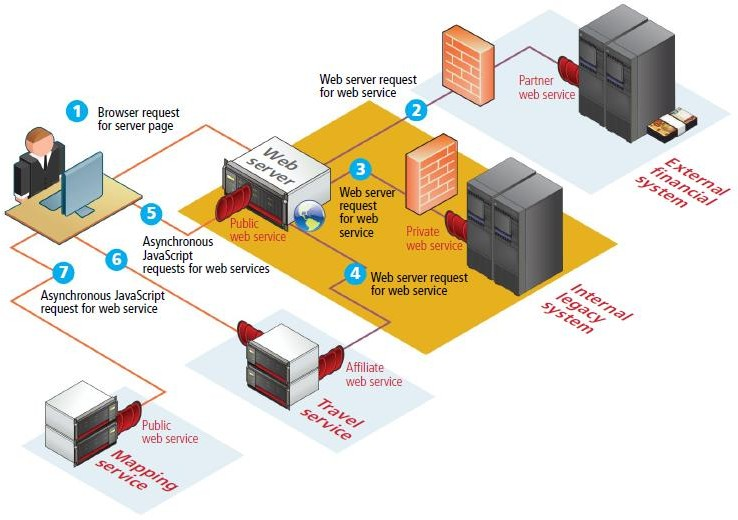 1
Browser request
for server page
Web server request
for web service
2
Partner
web service
External
financial
system
Web
server
3
Web server
request
for web
service
Public
web service
Private
web service
Internal
legacy
system
5
Asynchronous
JavaScript
requests for web services
6
4
Web server request
for web service
7
Asynchronous JavaScript
request for web service
Affiliate
web service
Travel
service
Public
web service
Mapping
service